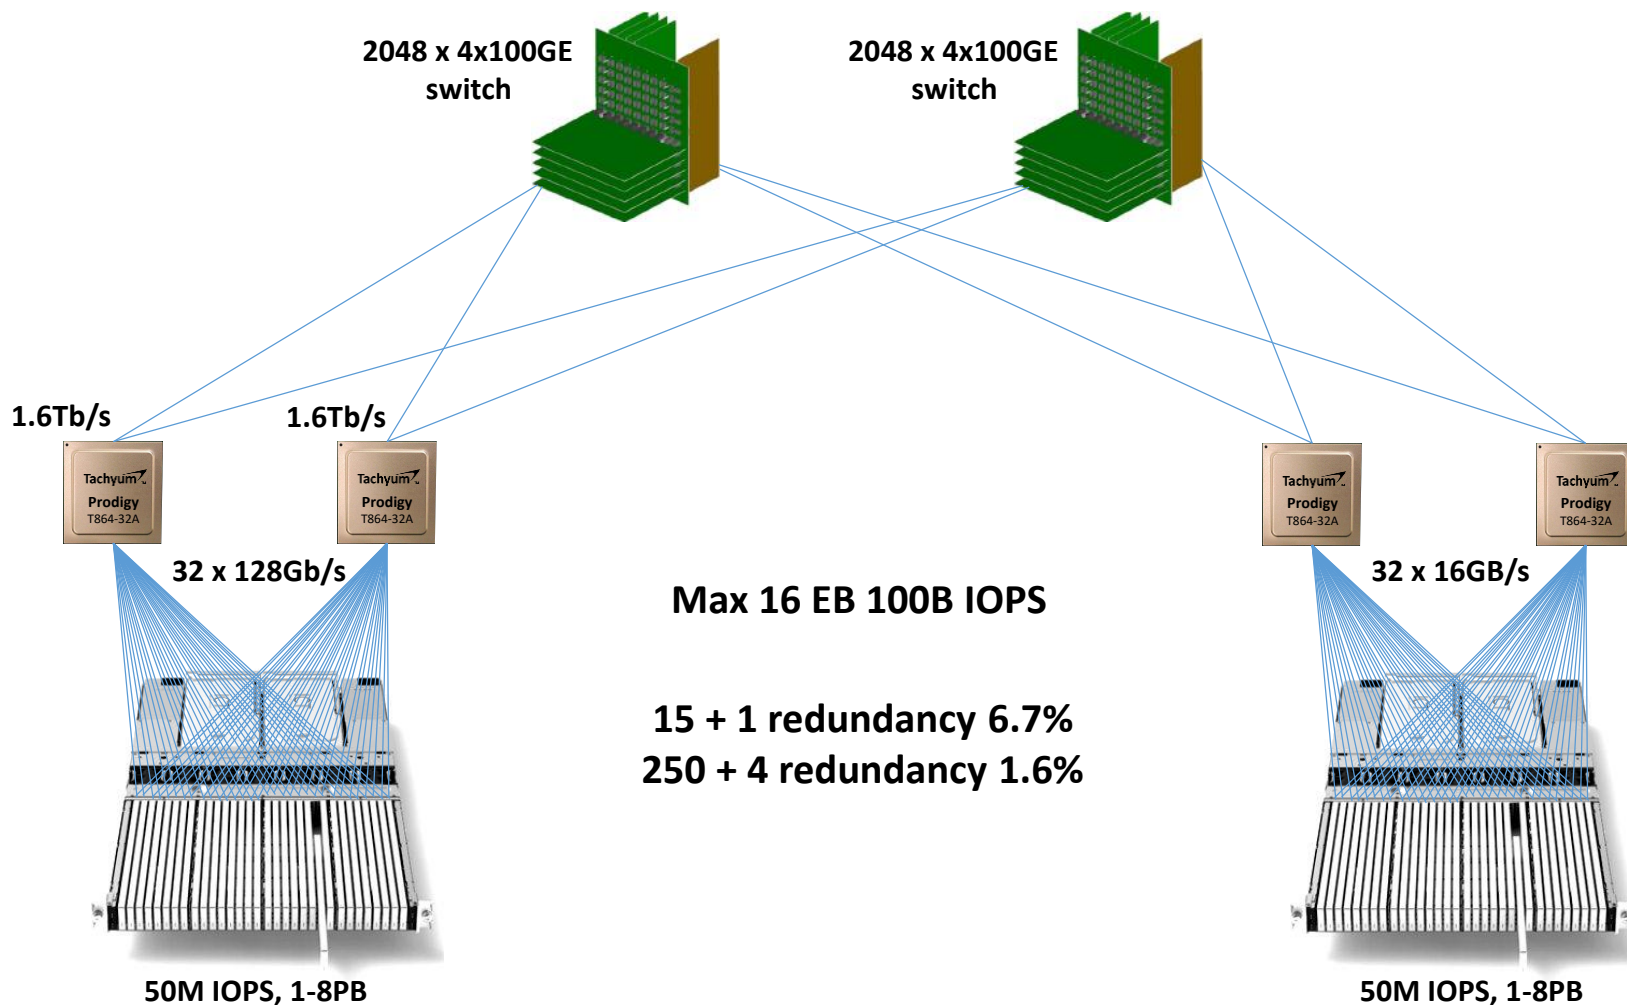 2048 x 4x100GE
switch
2048 x 4x100GE
switch
1.6Tb/s
1.6Tb/s
Tachyum
Prodigy
T864-32A
Tachyum
Prodigy
T864-32A
Tachyum
Prodigy
T864-32A
Tachyum
Prodigy
T864-32A
32 x 128Gb/s
32 x 16GB/s
Max 16 EB 100B IOPS
15 + 1 redundancy 6.7%
250 + 4 redundancy 1.6%
50M IOPS, 1-8PB
50M IOPS, 1-8PB